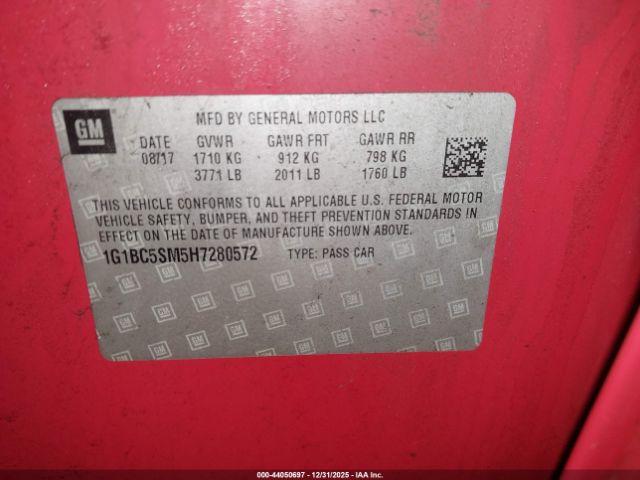 GM
MFD BY GENERAL MOTORS LLC
DATE GVWR GAWR FRT GAWR RR
08/17 1710 KG 912 KG 798 KG
3771 LB 2011 LB 1760 LB
THIS VEHICLE CONFORMS TO ALL APPLICABLE U.S. FEDERAL MOTOR
VEHICLE SAFETY, BUMPER, AND THEFT PREVENTION STANDARDS IN
EFFECT ON THE DATE OF MANUFACTURE SHOWN ABOVE.
1G1BC5SM5H7280572 TYPE: PASS CAR
000-44050697 - 12/31/2025 - Copart, Inc.